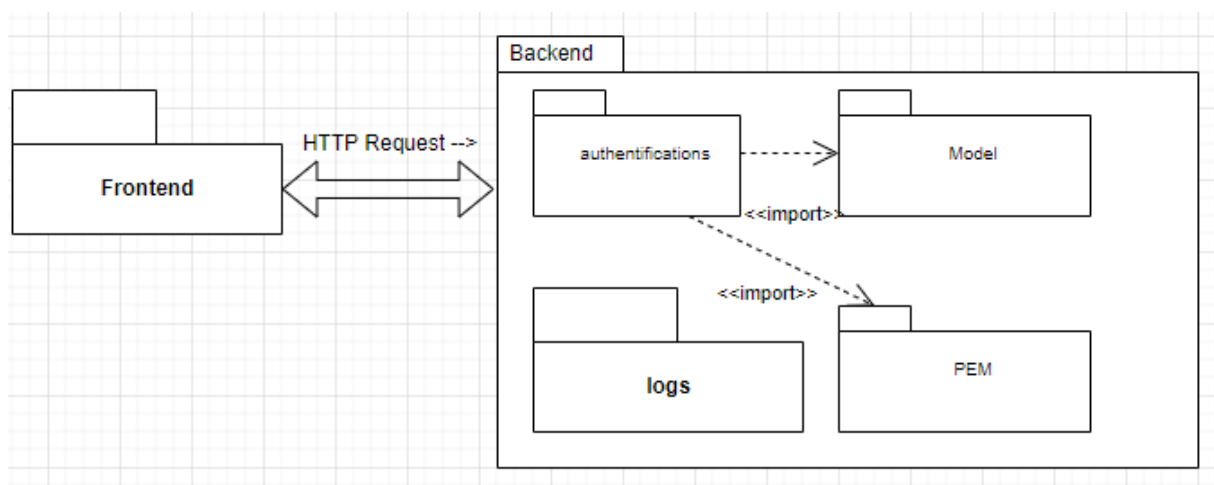 Backend
HTTP Request -->
Frontend
authentifications
Model
<<import>>
<<import>>
logs
PEM